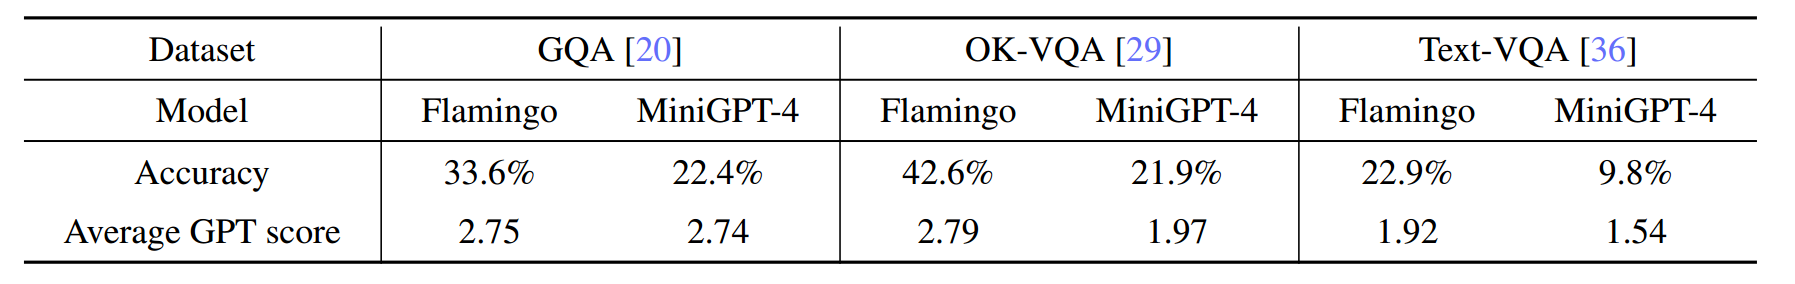 Dataset GQA [20] OK-VQA [29] Text-VQA [36]
Model Flamingo MiniGPT-4 Flamingo MiniGPT-4 Flamingo MiniGPT-4
Accuracy 33.6% 22.4% 42.6% 21.9% 22.9% 9.8%
Average GPT score 2.75 2.74 2.79 1.97 1.92 1.54